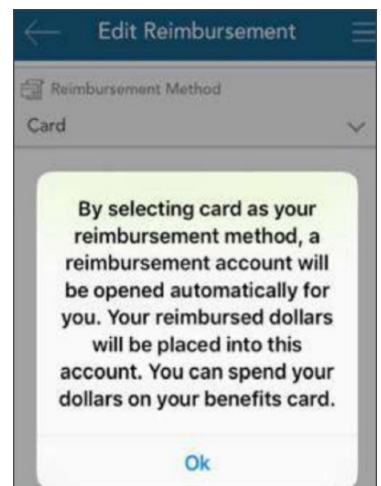 Edit Reimbursement
Reimbursement Method
Card
By selecting card as your
reimbursement method, a
reimbursement account will
be opened automatically for
you. Your reimbursed dollars
will be placed into this
account. You can spend your
dollars on your benefits card.
Ok